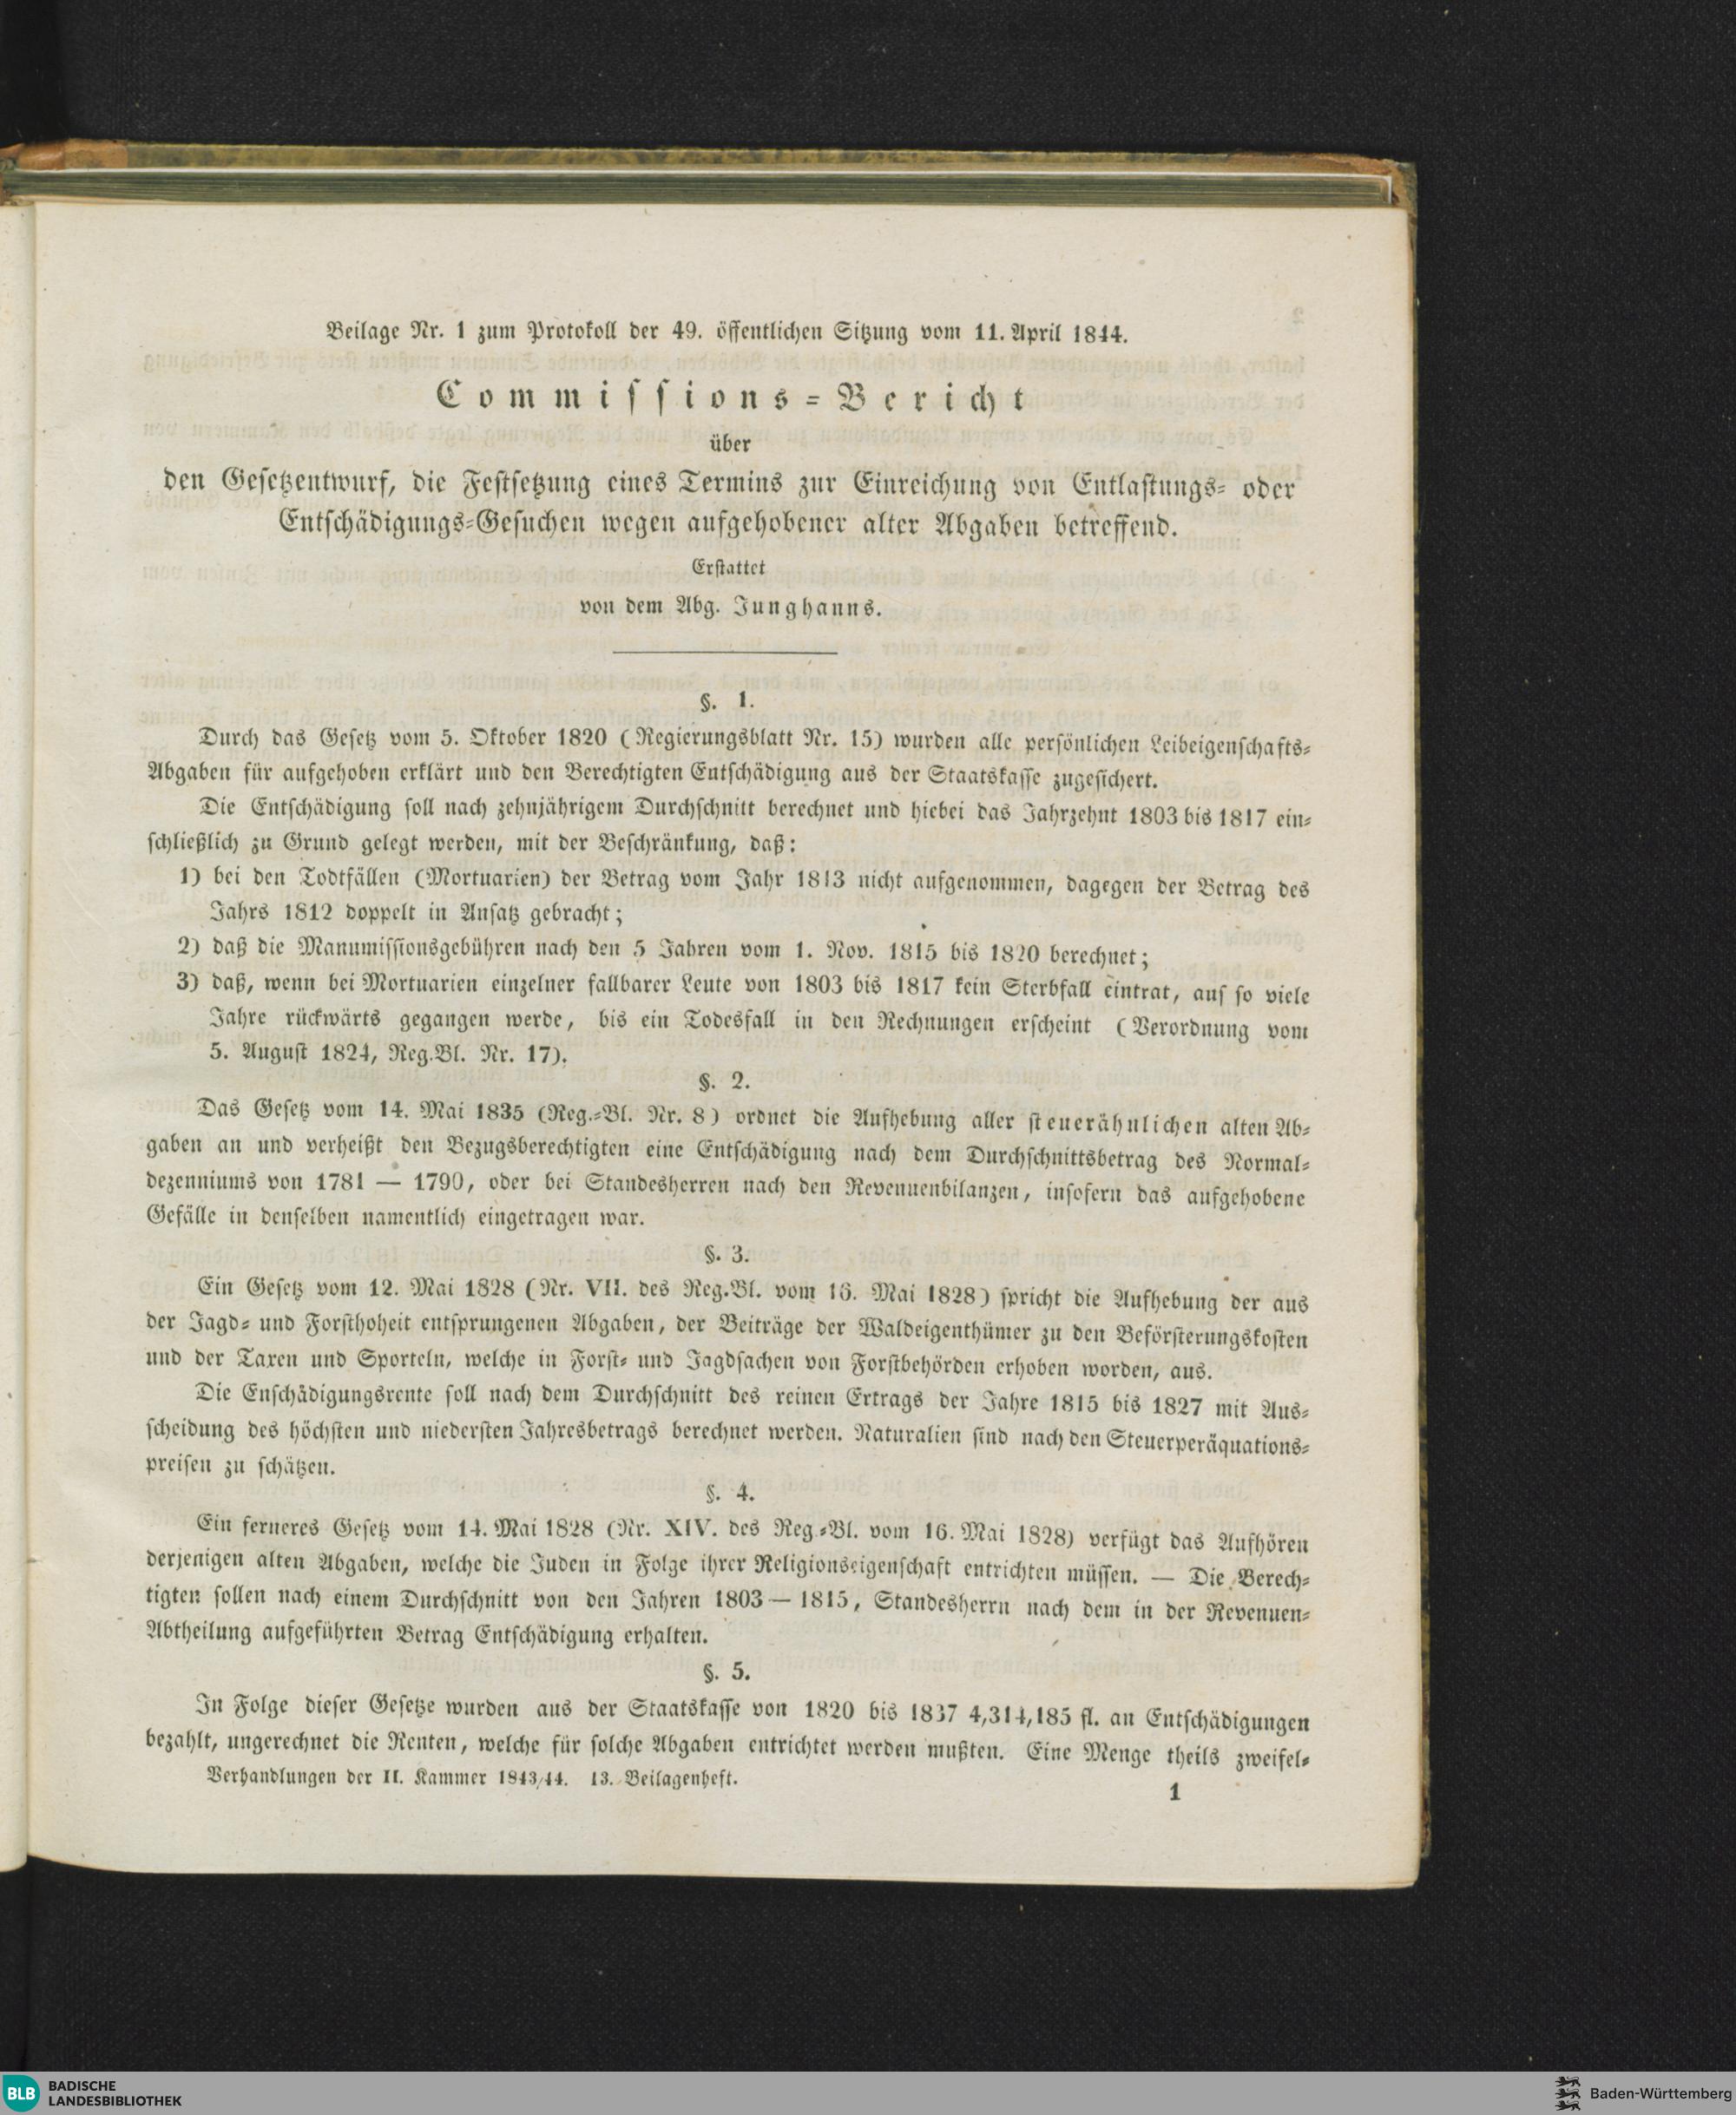 Beilage Nr. 1 zum Protokoll der 49. öffentlichen Sitzung vom 11. April 1844.
Commissions-Bericht
über
den Gesetzentwurf, die Festsetzung eines Termins zur Einreichung von Entlastungs- oder
Entschädigungs-Gesuchen wegen aufgehobener alter Abgaben betreffend.
Erstattet
von dem Abg. Junghanns.
§. 1.
Durch das Gesetz vom 5. Oktober 1820 (Regierungsblatt Nr. 15) wurden alle persönlichen Leibeigenschafts-
Abgaben für aufgehoben erklärt und den Berechtigten Entschädigung aus der Staatskasse zugesichert.
Die Entschädigung soll nach zehnjährigem Durchschnitt berechnet und hiebei das Jahrzehnt 1803 bis 1817 ein-
schließlich zu Grund gelegt werden, mit der Beschränkung, daß:
1) bei den Todtfällen (Mortuarien) der Betrag vom Jahr 1813 nicht aufgenommen, dagegen der Betrag des
Jahrs 1812 doppelt in Ansatz gebracht;
2) daß die Manumissionsgebühren nach den 5 Jahren vom 1. Nov. 1815 bis 1820 berechnet;
3) daß, wenn bei Mortuarien einzelner fallbarer Leute von 1803 bis 1817 kein Sterbfall eintrat, auf so viele
Jahre rückwärts gegangen werde, bis ein Todesfall in den Rechnungen erscheint (Verordnung vom
5. August 1824, Reg.Bl. Nr. 17).
§. 2.
Das Gesetz vom 14. Mai 1835 (Reg.-Bl. Nr. 8) ordnet die Aufhebung aller steuerähnlichen alten Ab-
gaben an und verheißt den Bezugsberechtigten eine Entschädigung nach dem Durchschnittsbetrag des Normal-
dezenniums von 1781 — 1790, oder bei Standesherren nach den Revenuenbilanzen, insofern das aufgehobene
Gefälle in denselben namentlich eingetragen war.
§. 3.
Ein Gesetz vom 12. Mai 1828 (Nr. VII. des Reg.Bl. vom 16. Mai 1828) spricht die Aufhebung der aus
der Jagd- und Forsthoheit entsprungenen Abgaben, der Beiträge der Waldeigenthümer zu den Beförsterungskosten
und der Taxen und Sporteln, welche in Forst- und Jagdsachen von Forstbehörden erhoben worden, aus.
Die Enschädigungsrente soll nach dem Durchschnitt des reinen Ertrags der Jahre 1815 bis 1827 mit Aus-
scheidung des höchsten und niedersten Jahresbetrags berechnet werden. Naturalien sind nach den Steuerperäquations-
preisen zu schätzen.
§. 4.
Ein ferneres Gesetz vom 14. Mai 1828 (Nr. XIV. des Reg.-Bl. vom 16. Mai 1828) verfügt das Aufhören
derjenigen alten Abgaben, welche die Juden in Folge ihrer Religionseigenschaft entrichten müssen. — Die Berech-
tigten sollen nach einem Durchschnitt von den Jahren 1803 — 1815, Standesherrn nach dem in der Revenuen-
Abtheilung aufgeführten Betrag Entschädigung erhalten.
§. 5.
In Folge dieser Gesetze wurden aus der Staatskasse von 1820 bis 1837 4,314,185 fl. an Entschädigungen
bezahlt, ungerechnet die Renten, welche für solche Abgaben entrichtet werden mußten. Eine Menge theils zweifel-
Verhandlungen der II. Kammer 1843/44. 13. Beilagenheft.
1
BLB BADISCHE
LANDESBIBLIOTHEK
Baden-Württemberg